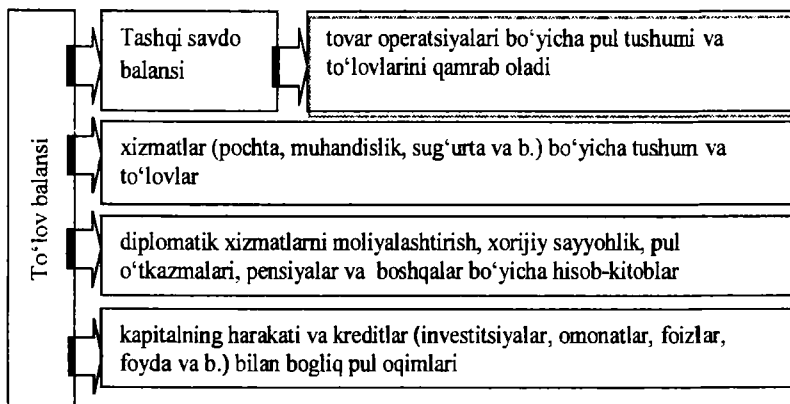 To‘lov balansi
Tashqi savdo
balansi
tovar operatsiyalari bo‘yicha pul tushumi va
to‘lovlarini qamrab oladi
xizmatlar (pochta, muhandislik, sug‘urta va b.) bo‘yicha tushum va
to‘lovlar
diplomatik xizmatlarni moliyalashtirish, xorijiy sayyohlik, pul
o‘tkazmalari, pensiyalar va boshqalar bo‘yicha hisob-kitoblar
kapitalning harakati va kreditlar (investitsiyalar, omonatlar, foizlar,
foyda va b.) bilan bogliq pul oqimlari